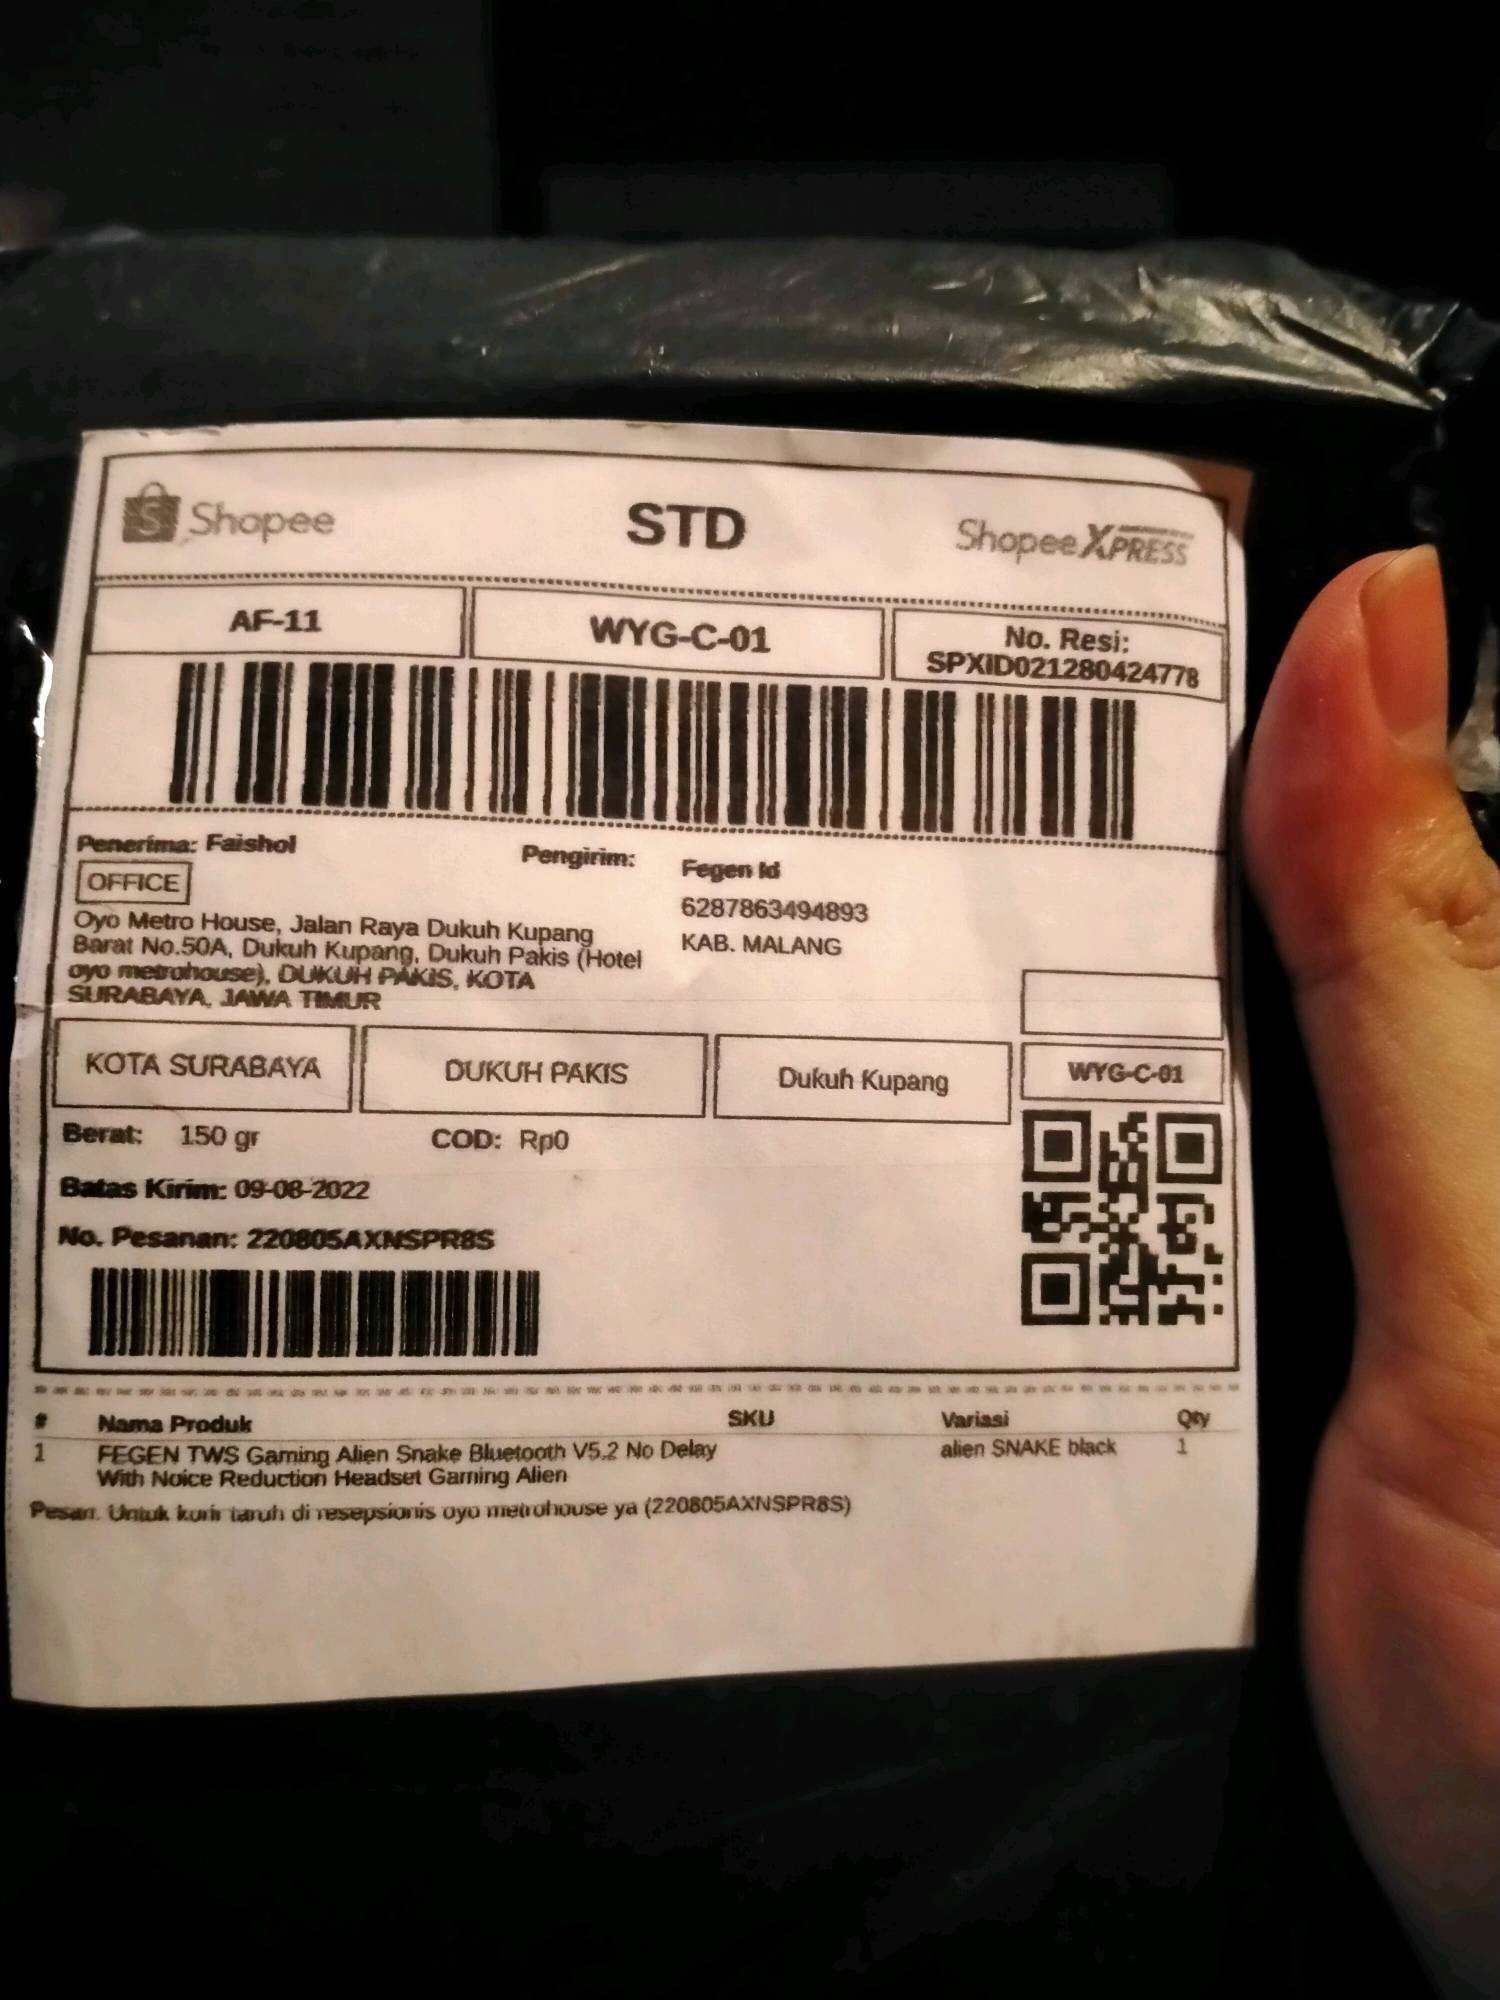 Shopee
STD
ShopeeXPRESS
AF-11
WYG-C-01
No. Resi:
SPXID021280424778
Penerima: Faishol
OFFICE
Oyo Metro House, Jalan Raya Dukuh Kupang
Barat No.50A, Dukuh Kupang, Dukuh Pakis (Hotel
oyo metrohouse), DUKUH PAKIS, KOTA
SURABAYA, JAWA TIMUR
Pengirim: Fegen Id
6287863494893
KAB. MALANG
KOTA SURABAYA
DUKUH PAKIS
Dukuh Kupang
WYG-C-01
Berat: 150 gr
COD: Rp0
Batas Kirim: 09-08-2022
No. Pesanan: 220805AXNSPR8S
# Nama Produk SKU Variasi Qty
1 FEGEN TWS Gaming Alien Snake Bluetooth V5.2 No Delay alien SNAKE black 1
With Noice Reduction Headset Gaming Alien
Pesan: Untuk kurir taruh di resepsionis oyo metrohouse ya (220805AXNSPR8S)